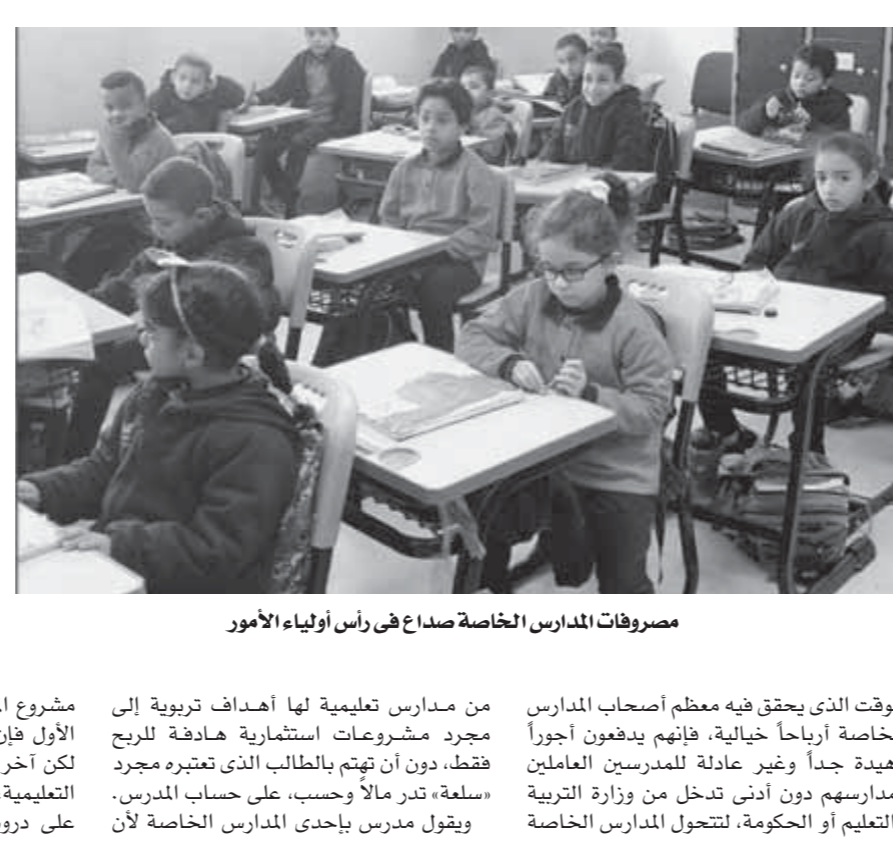 مصروفات المدارس الخاصة صداع فى رأس أولياء الأمور
وقت الذى يحقق فيه معظم أصحاب المدارس
خاصة أرباحاً خيالية، فإنهم يدفعون أجوراً
هيدة جداً وغير عادلة للمدرسين العاملين
مدارسهم دون أدنى تدخل من وزارة التربية
التعليم أو الحكومة، لتتحول المدارس الخاصة
من مدارس تعليمية لها أهداف تربوية إلى
مجرد مشروعات استثمارية هادفة للربح
فقط، دون أن تهتم بالطالب الذى تعتبره مجرد
«سلعة» تدر مالاً وحسب، على حساب المدرس.
ويقول مدرس بإحدى المدارس الخاصة لأن
مشروع
الأول فإن
لكن آخر
التعليمية،
على